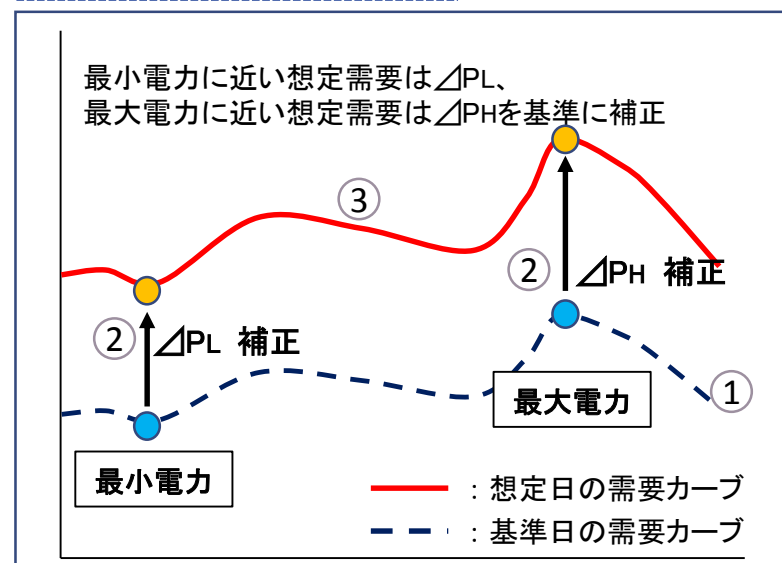 最小電力に近い想定需要は⊿PL、
最大電力に近い想定需要は⊿PHを基準に補正
③
②
⊿PH 補正
②
⊿PL 補正
①
最大電力
最小電力
：想定日の需要カーブ
：基準日の需要カーブ